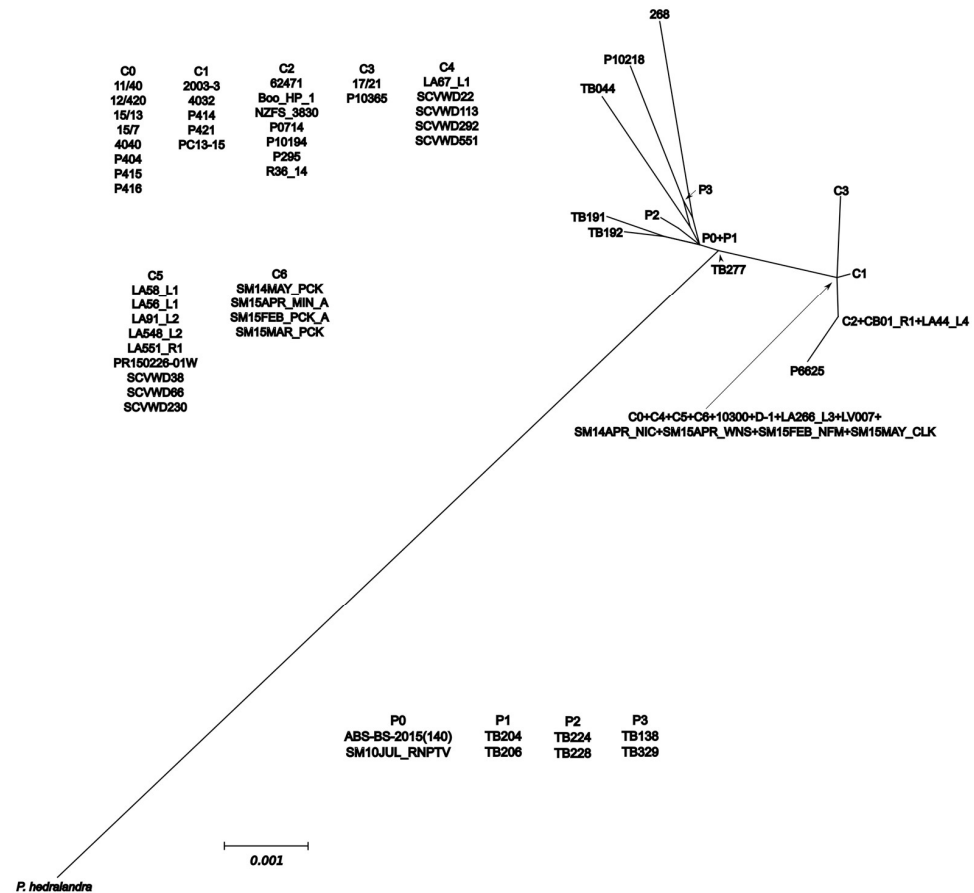 268
P10218
TB044
P3
C3
TB191
P2
TB192
P0+P1
TB277
C1
C2+CB01_R1+LA44_L4
P6625
C0+C4+C5+C6+10300+D-1+LA266_L3+LV007+
SM14APR_NIC+SM15APR_WNS+SM15FEB_NFM+SM15MAY_CLK
C0
11/40
12/420
15/13
15/7
4040
P404
P415
P416
C1
2003-3
4032
P414
P421
PC13-15
C2
62471
Boo_HP_1
NZFS_3830
P0714
P10194
P295
R36_14
C3
17/21
P10365
C4
LA67_L1
SCVWD22
SCVWD113
SCVWD292
SCVWD551
C5
LA58_L1
LA56_L1
LA91_L2
LA548_L2
LA551_R1
PR150226-01W
SCVWD38
SCVWD66
SCVWD230
C6
SM14MAY_PCK
SM15APR_MIN_A
SM15FEB_PCK_A
SM15MAR_PCK
P0
ABS-BS-2015(140)
SM10JUL_RNPTV
P1
TB204
TB206
P2
TB224
TB228
P3
TB138
TB329
0.001
P. hedraiandra